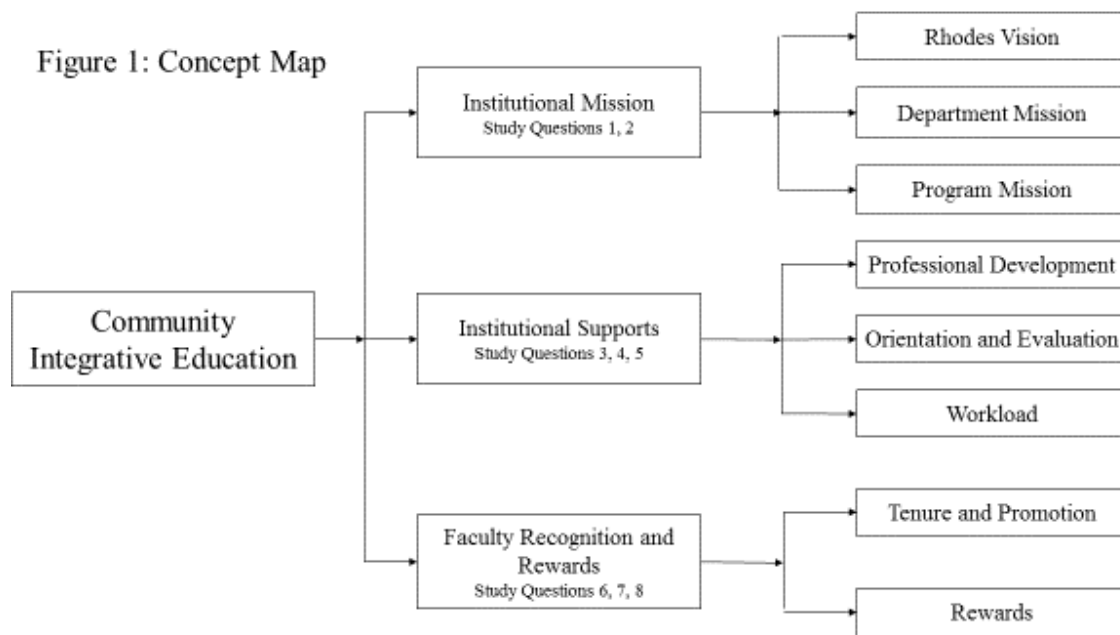 Figure 1: Concept Map
Community
Integrative Education
Institutional Mission
Study Questions 1, 2
Rhodes Vision
Department Mission
Program Mission
Institutional Supports
Study Questions 3, 4, 5
Professional Development
Orientation and Evaluation
Workload
Faculty Recognition and
Rewards
Study Questions 6, 7, 8
Tenure and Promotion
Rewards